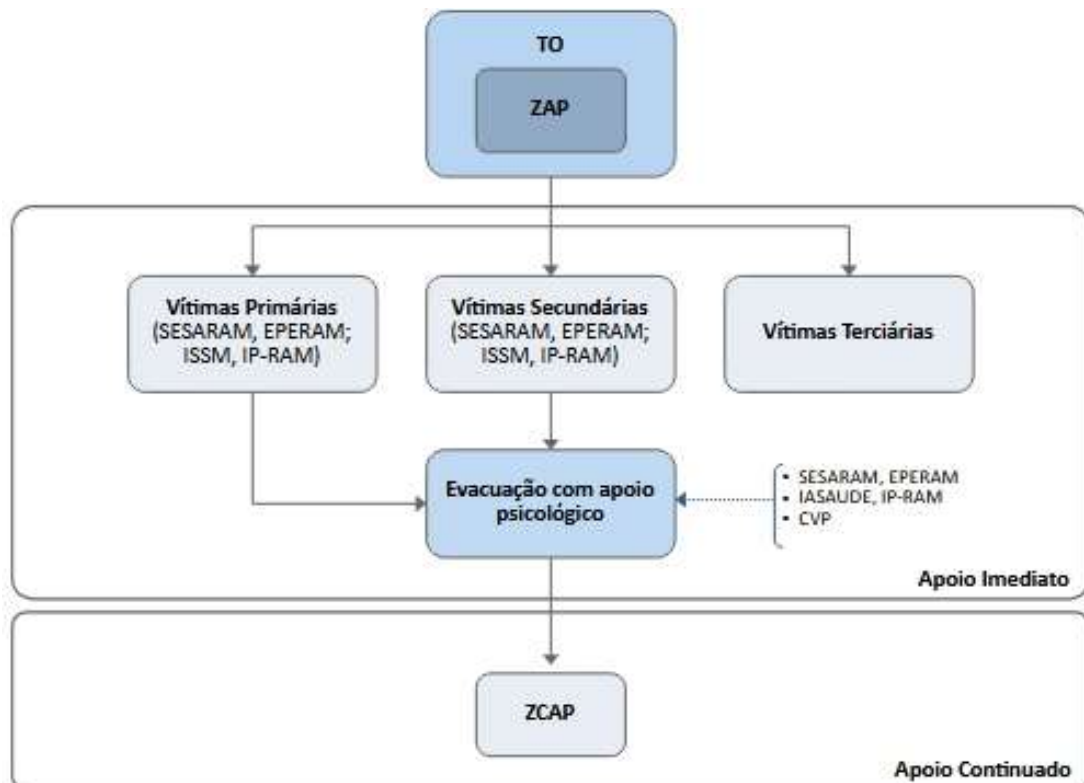 TO
ZAP
Vítimas Primárias
(SESARAM, EPERAM;
ISSM, IP-RAM)
Vítimas Secundárias
(SESARAM, EPERAM;
ISSM, IP-RAM)
Vítimas Terciárias
Evacuação com apoio
psicológico
• SESARAM, EPERAM
• IASAUDE, IP-RAM
• CVP
Apoio Imediato
ZCAP
Apoio Continuado